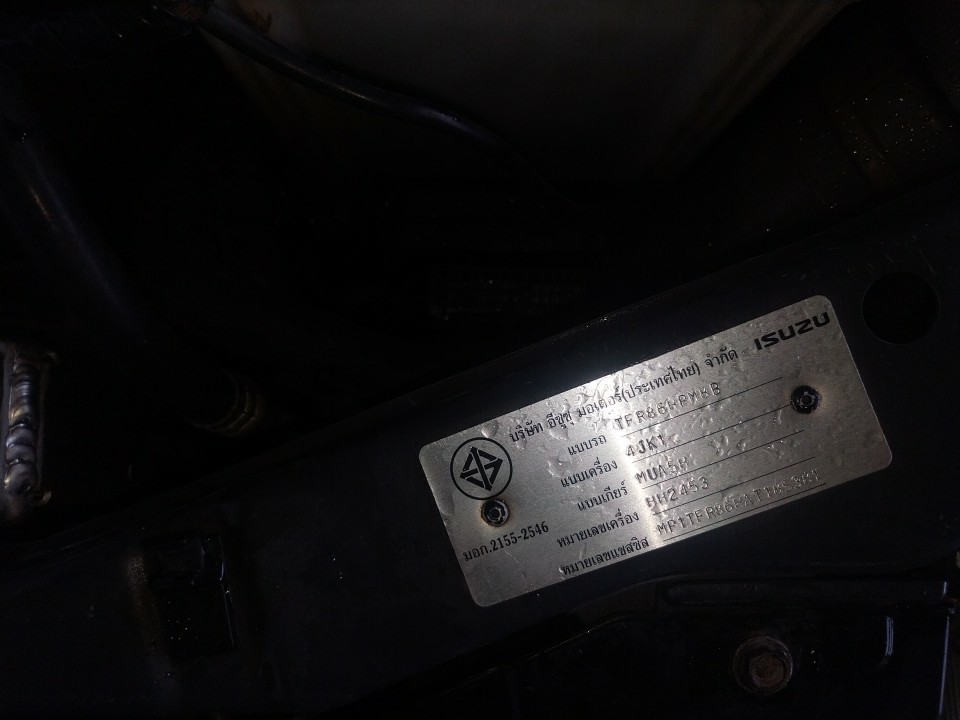 ISUZU
บริษัท อีซูซุ มอเตอร์(ประเทศไทย) จำกัด
แบบรถ
แบบเครื่อง 4JK1
แบบเกียร์ MUA5H
หมายเลขเครื่อง HH2453
หมายเลขแชสซีส
มอก.2155-2546